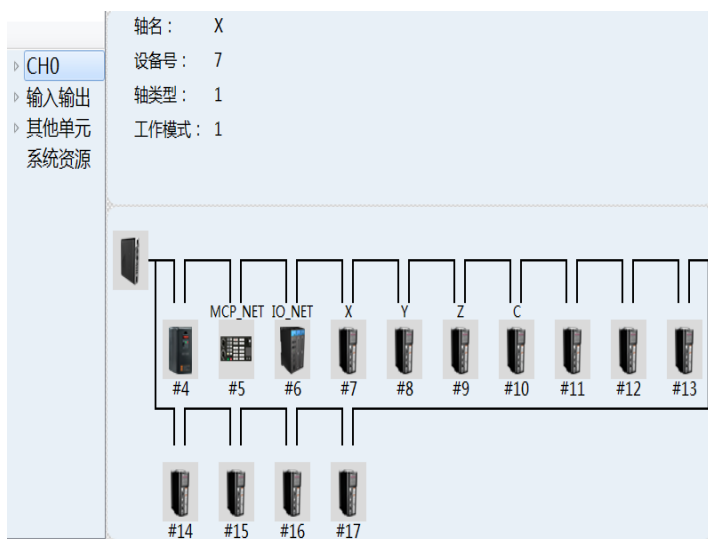 CH0
输入输出
其他单元
系统资源
轴名： X
设备号： 7
轴类型： 1
工作模式： 1
MCP_NET IO_NET X Y Z C
#4 #5 #6 #7 #8 #9 #10 #11 #12 #13
#14 #15 #16 #17